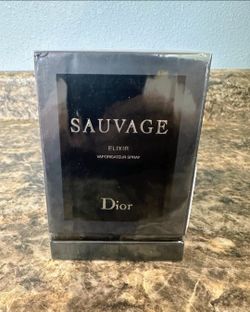 SAUVAGE
ELIXIR
VAPORISATEUR SPRAY
Dior